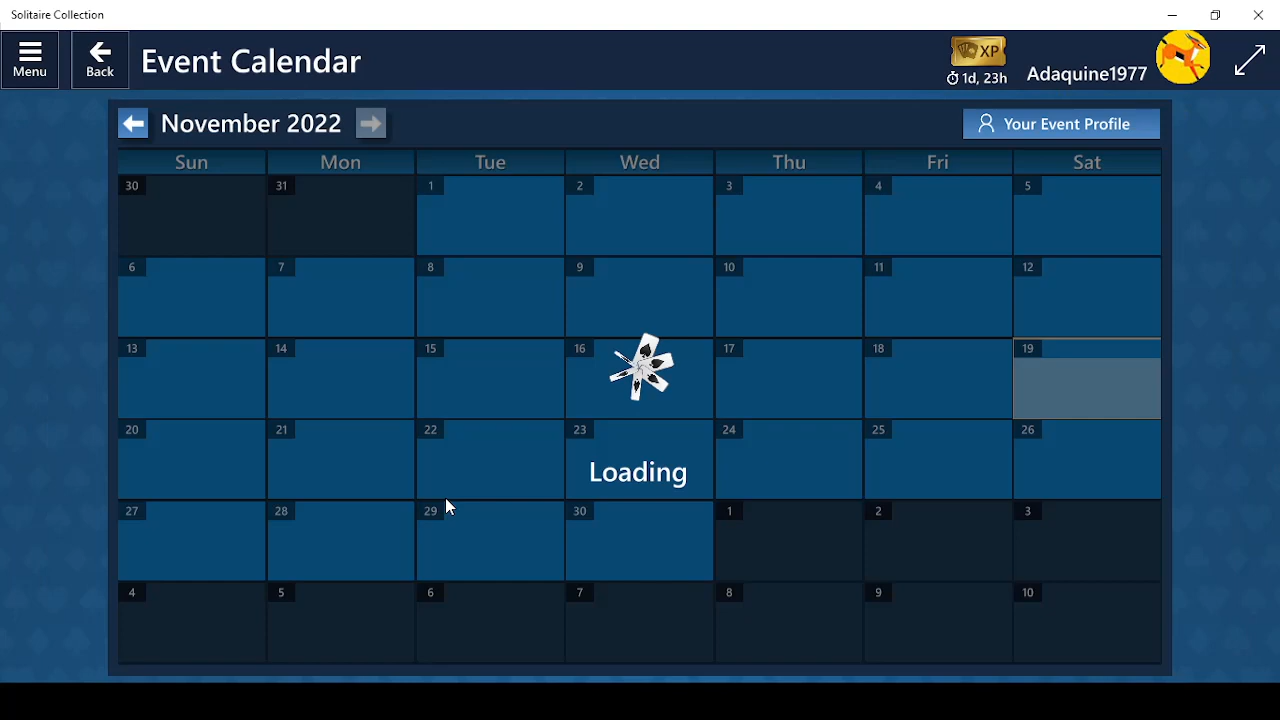 Solitaire Collection
Menu
Back
Event Calendar
XP
1d, 23h
Adaquine1977
November 2022
Your Event Profile
Sun Mon Tue Wed Thu Fri Sat
30 31 1 2 3 4 5
6 7 8 9 10 11 12
13 14 15 16 17 18 19
20 21 22 23 24 25 26
Loading
27 28 29 30 1 2 3
4 5 6 7 8 9 10